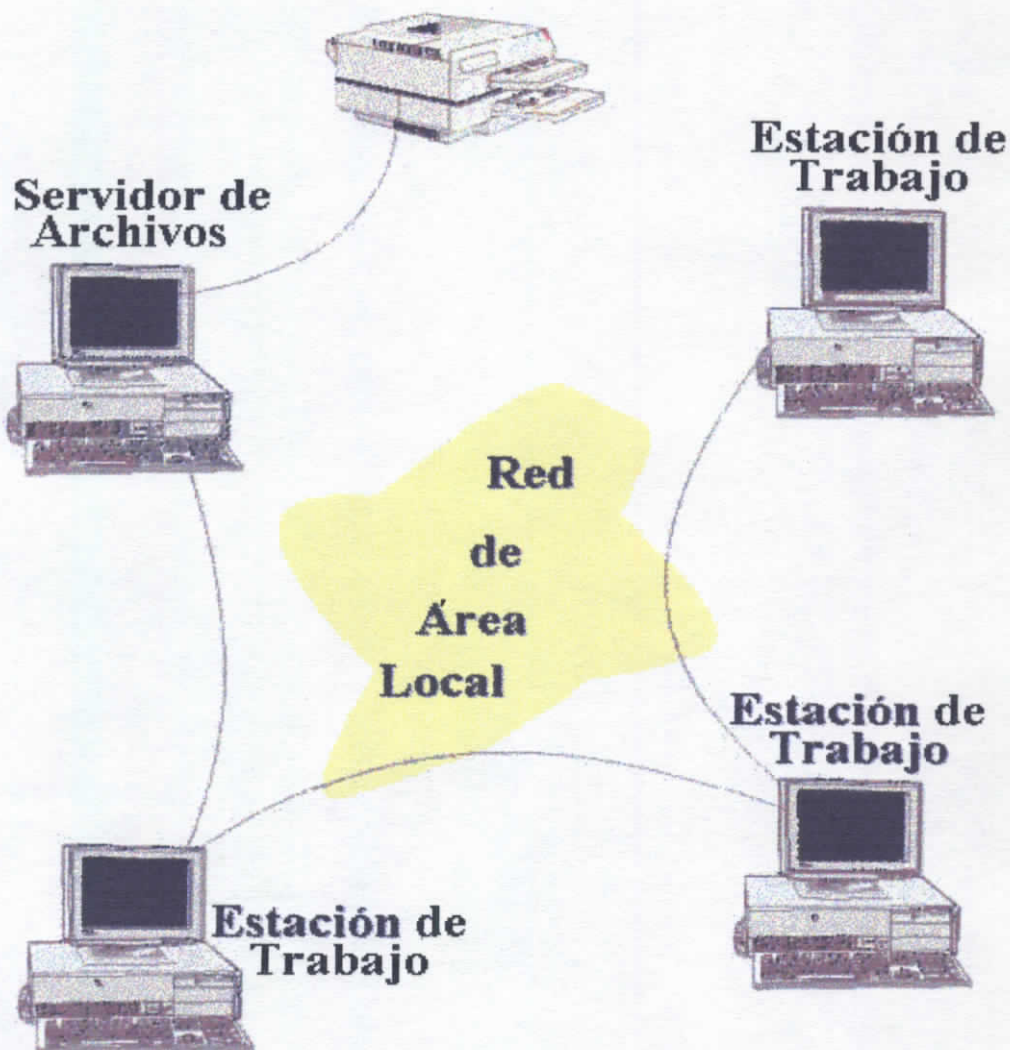 Estación de
Trabajo
Servidor de
Archivos
Red
de
Área
Local
Estación de
Trabajo
Estación de
Trabajo